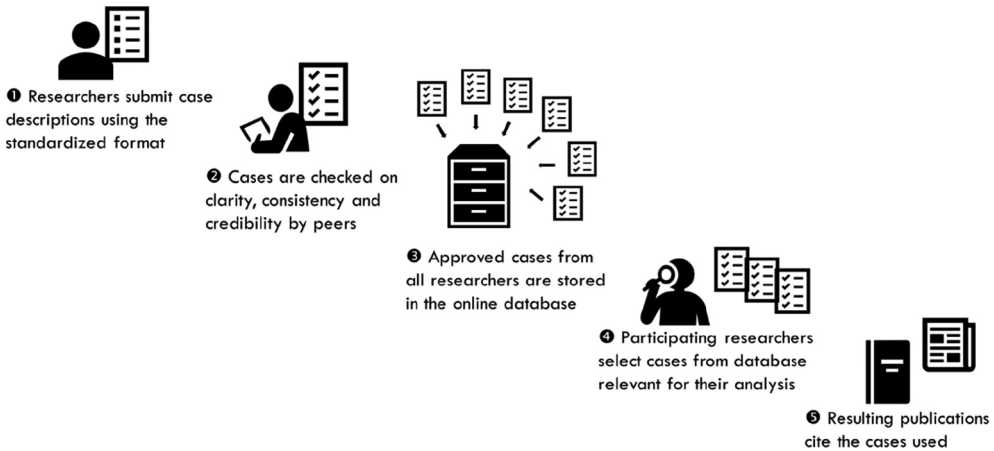 ❶ Researchers submit case
descriptions using the
standardized format
❷ Cases are checked on
clarity, consistency and
credibility by peers
❸ Approved cases from
all researchers are stored
in the online database
❹ Participating researchers
select cases from database
relevant for their analysis
❺ Resulting publications
cite the cases used